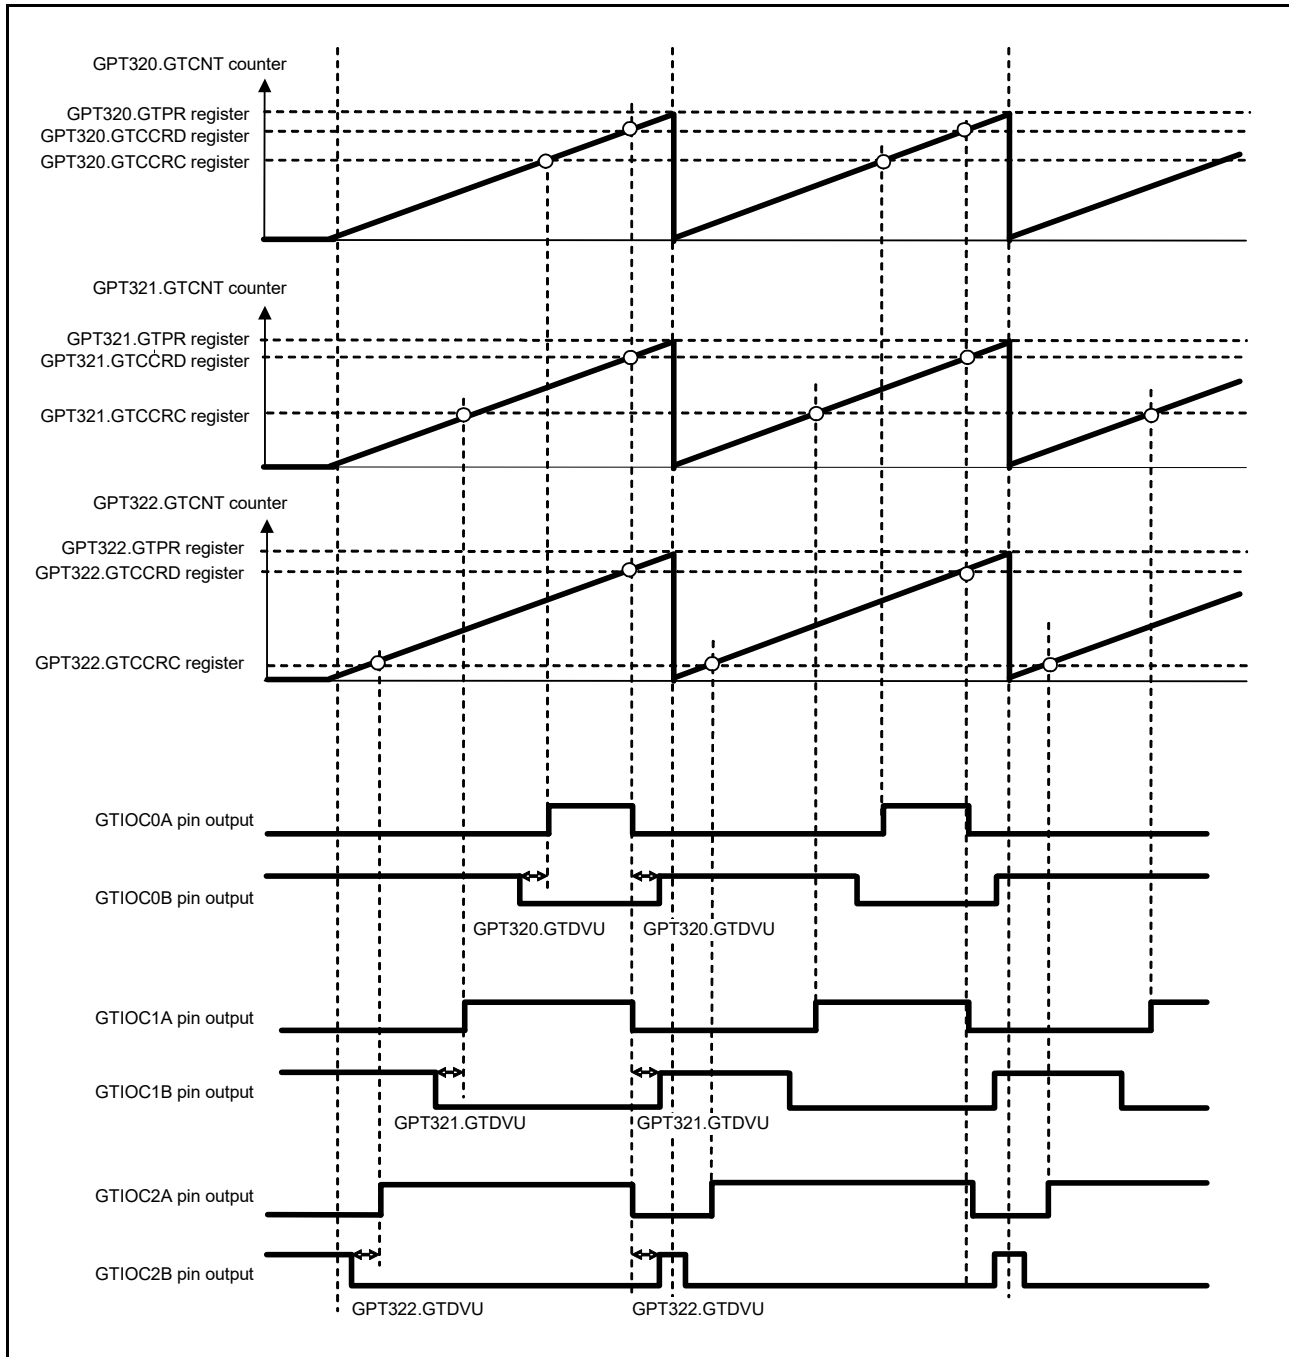 GPT320.GTCNT counter
GPT320.GTPR register
GPT320.GTCCRD register
GPT320.GTCCRC register
GPT321.GTCNT counter
GPT321.GTPR register
GPT321.GTCCRD register
GPT321.GTCCRC register
GPT322.GTCNT counter
GPT322.GTPR register
GPT322.GTCCRD register
GPT322.GTCCRC register
GTIOC0A pin output
GTIOC0B pin output
GPT320.GTDVU GPT320.GTDVU
GTIOC1A pin output
GTIOC1B pin output
GPT321.GTDVU GPT321.GTDVU
GTIOC2A pin output
GTIOC2B pin output
GPT322.GTDVU GPT322.GTDVU